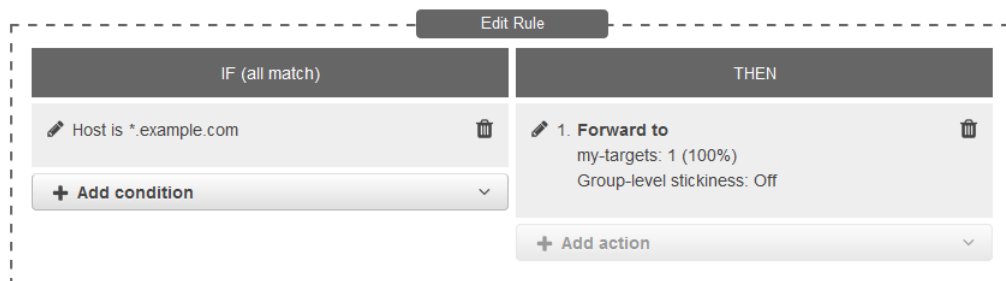 Edit Rule
IF (all match)
THEN
Host is *.example.com
Add condition
1. Forward to
my-targets: 1 (100%)
Group-level stickiness: Off
Add action